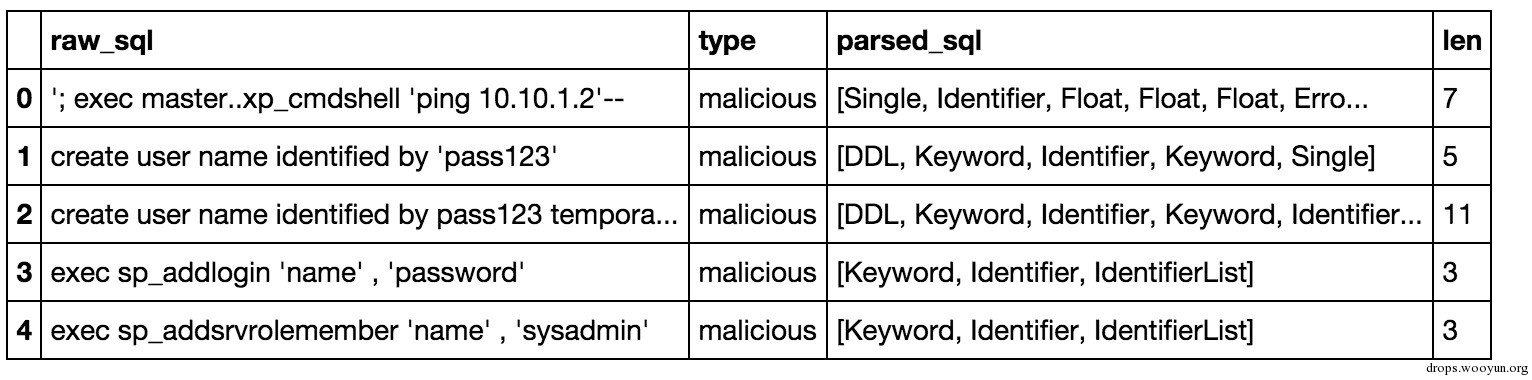 raw_sql type parsed_sql len
0 '; exec master..xp_cmdshell 'ping 10.10.1.2'-- malicious [Single, Identifier, Float, Float, Float, Erro... 7
1 create user name identified by 'pass123' malicious [DDL, Keyword, Identifier, Keyword, Single] 5
2 create user name identified by pass123 tempora... malicious [DDL, Keyword, Identifier, Keyword, Identifier... 11
3 exec sp_addlogin 'name' , 'password' malicious [Keyword, Identifier, IdentifierList] 3
4 exec sp_addsrvrolemember 'name' , 'sysadmin' malicious [Keyword, Identifier, IdentifierList] 3
drops.wooyun.org